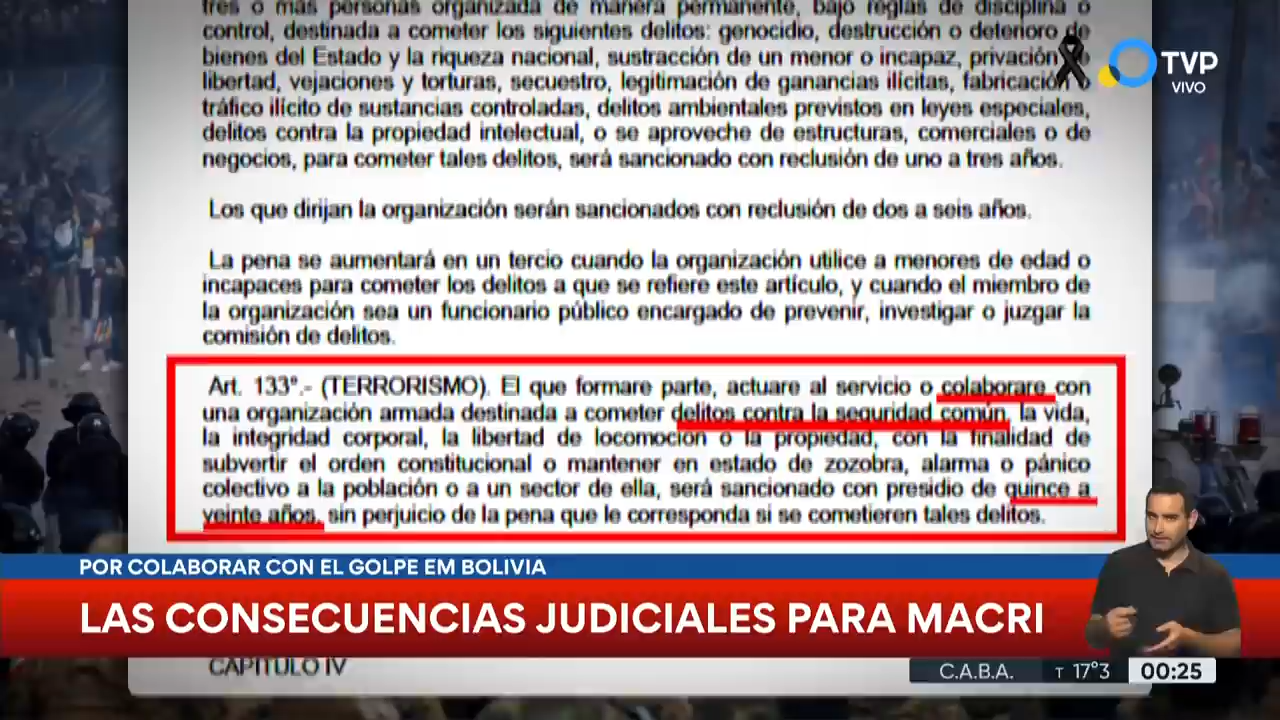 tres o más personas organizada de manera permanente, bajo reglas de disciplina o
control, destinada a cometer los siguientes delitos: genocidio, destrucción o deterioro de
bienes del Estado y la riqueza nacional, sustracción de un menor o incapaz, privación de
libertad, vejaciones y torturas, secuestro, legitimación de ganancias ilícitas, fabricación o
tráfico ilícito de sustancias controladas, delitos ambientales previstos en leyes especiales,
delitos contra la propiedad intelectual, o se aproveche de estructuras, comerciales o de
negocios, para cometer tales delitos, será sancionado con reclusión de uno a tres años.
Los que dirijan la organización serán sancionados con reclusión de dos a seis años.
La pena se aumentará en un tercio cuando la organización utilice a menores de edad o
incapaces para cometer los delitos a que se refiere este artículo, y cuando el miembro de
la organización sea un funcionario público encargado de prevenir, investigar o juzgar la
comisión de delitos.
Art. 133°.- (TERRORISMO). El que formare parte, actuare al servicio o colaborare con
una organización armada destinada a cometer delitos contra la seguridad común, la vida,
la integridad corporal, la libertad de locomoción o la propiedad, con la finalidad de
subvertir el orden constitucional o mantener en estado de zozobra, alarma o pánico
colectivo a la población o a un sector de ella, será sancionado con presidio de quince a
veinte años, sin perjuicio de la pena que le corresponda si se cometieren tales delitos.
TVP
VIVO
POR COLABORAR CON EL GOLPE EM BOLIVIA
LAS CONSECUENCIAS JUDICIALES PARA MACRI
CAPITULO IV
C.A.B.A. T 17°3 00:25